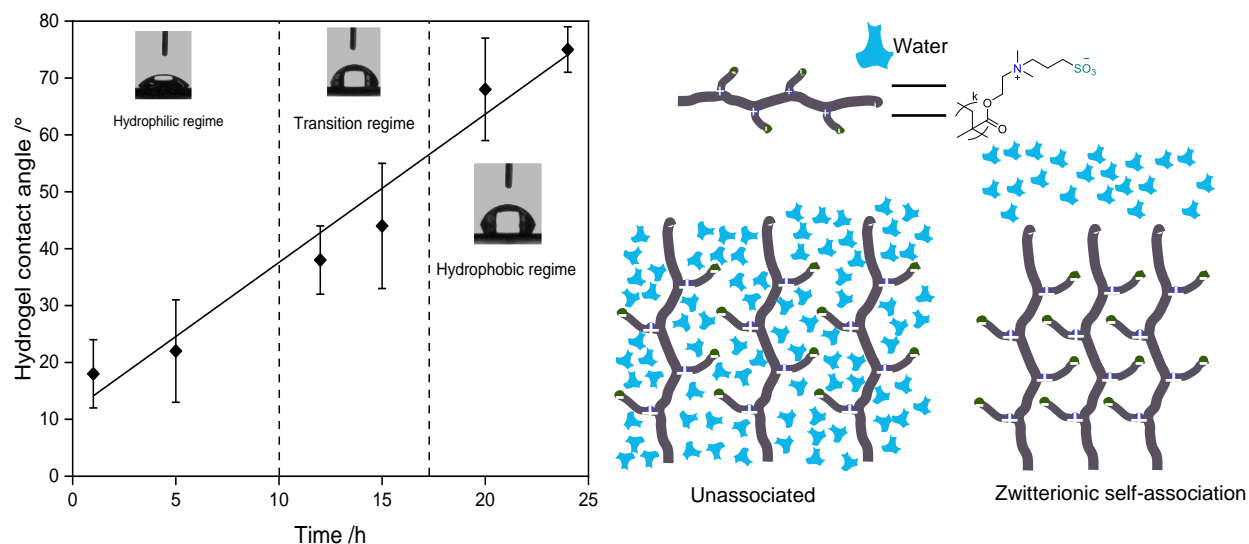 Hydrogel contact angle /°
80
70
60
50
40
30
20
10
0
0
5
10
15
20
25
Time /h
Hydrophilic regime
Transition regime
Hydrophobic regime
Water
k
O
O
N
+
SO₃
−
Unassociated
Zwitterionic self-association